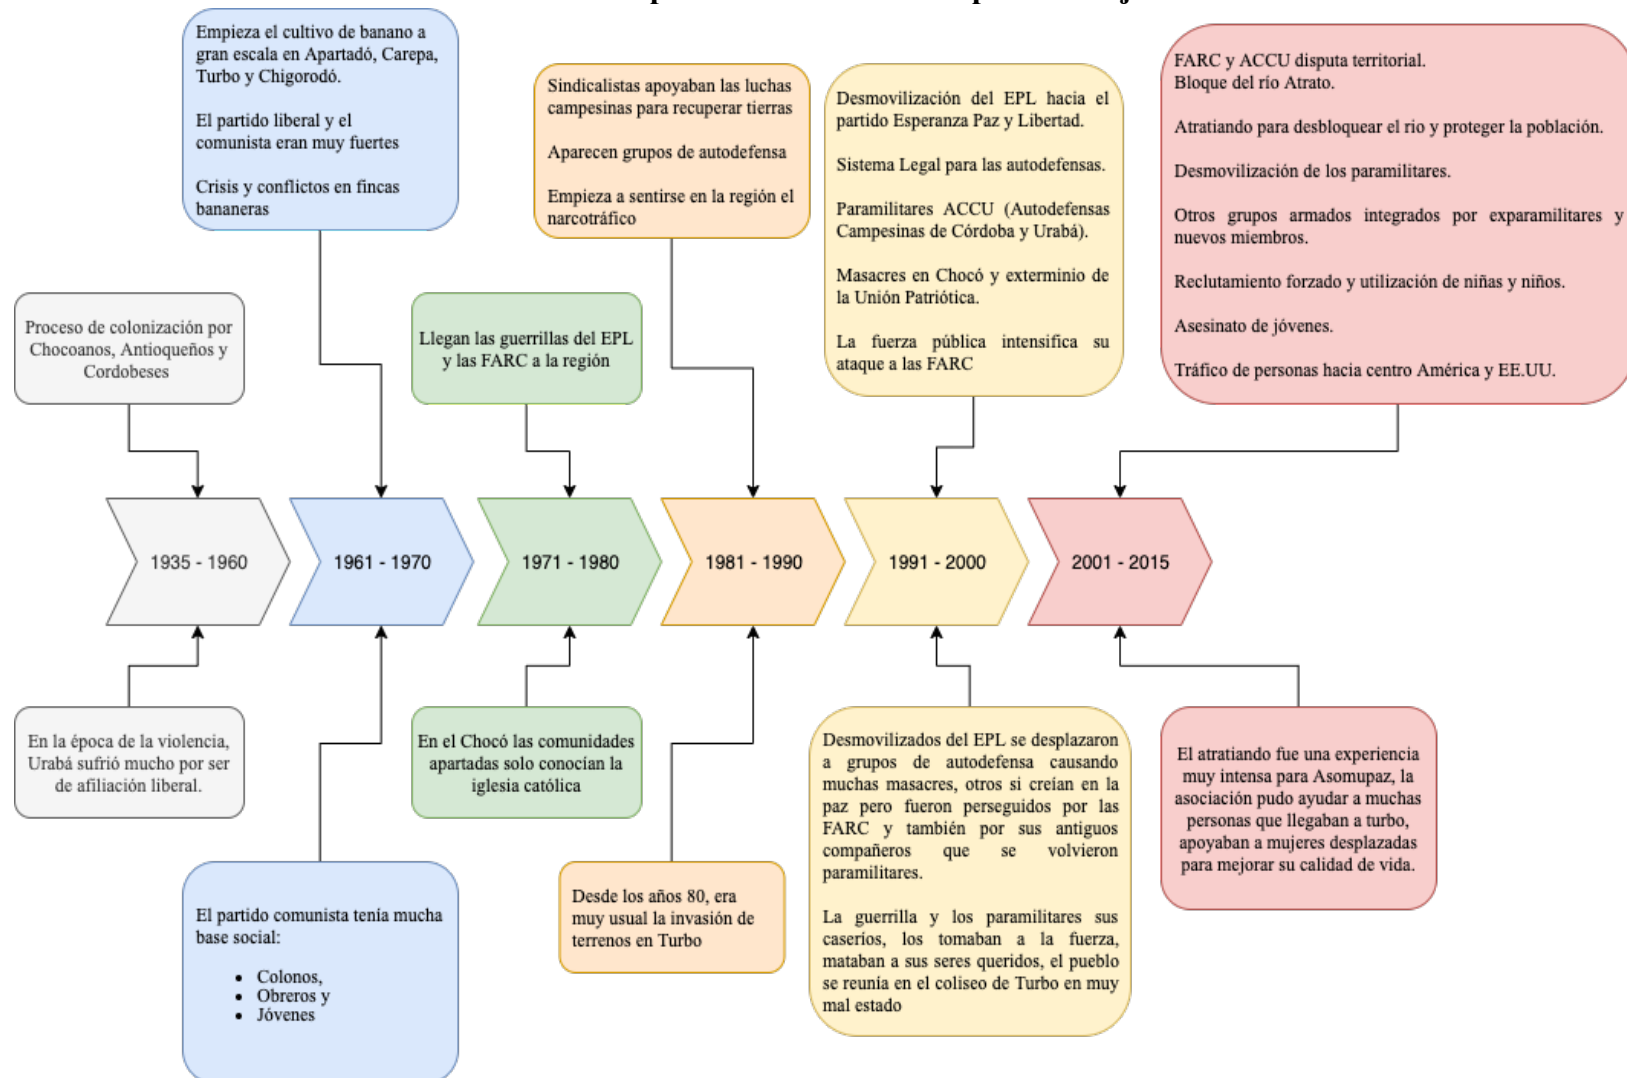 Empieza el cultivo de banano a
gran escala en Apartadó, Carepa,
Turbo y Chigorodó.
El partido liberal y el
comunista eran muy fuertes
Crisis y conflictos en fincas
bananeras
Sindicalistas apoyaban las luchas
campesinas para recuperar tierras
Aparecen grupos de autodefensa
Empieza a sentirse en la región el
narcotráfico
Desmovilización del EPL hacia el
partido Esperanza Paz y Libertad.
Sistema Legal para las autodefensas.
Paramilitares ACCU (Autodefensas
Campesinas de Córdoba y Urabá).
Masacres en Chocó y exterminio de
la Unión Patriótica.
La fuerza pública intensifica su
ataque a las FARC
FARC y ACCU disputa territorial.
Bloque del río Atrato.
Atratiando para desbloquear el rio y proteger la población.
Desmovilización de los paramilitares.
Otros grupos armados integrados por exparamilitares y
nuevos miembros.
Reclutamiento forzado y utilización de niñas y niños.
Asesinato de jóvenes.
Tráfico de personas hacia centro América y EE.UU.
Proceso de colonización por
Chocoanos, Antioqueños y
Cordobeses
Llegan las guerrillas del EPL
y las FARC a la región
1935 - 1960
1961 - 1970
1971 - 1980
1981 - 1990
1991 - 2000
2001 - 2015
En la época de la violencia,
Urabá sufrió mucho por ser
de afiliación liberal.
El partido comunista tenía mucha
base social:
• Colonos,
• Obreros y
• Jóvenes
En el Chocó las comunidades
apartadas solo conocían la
iglesia católica
Desde los años 80, era
muy usual la invasión de
terrenos en Turbo
Desmovilizados del EPL se desplazaron
a grupos de autodefensa causando
muchas masacres, otros si creían en la
paz pero fueron perseguidos por las
FARC y también por sus antiguos
compañeros que se volvieron
paramilitares.
La guerrilla y los paramilitares sus
caseríos, los tomaban a la fuerza,
mataban a sus seres queridos, el pueblo
se reunía en el coliseo de Turbo en muy
mal estado
El atratiando fue una experiencia
muy intensa para Asomupaz, la
asociación pudo ayudar a muchas
personas que llegaban a turbo,
apoyaban a mujeres desplazadas
para mejorar su calidad de vida.